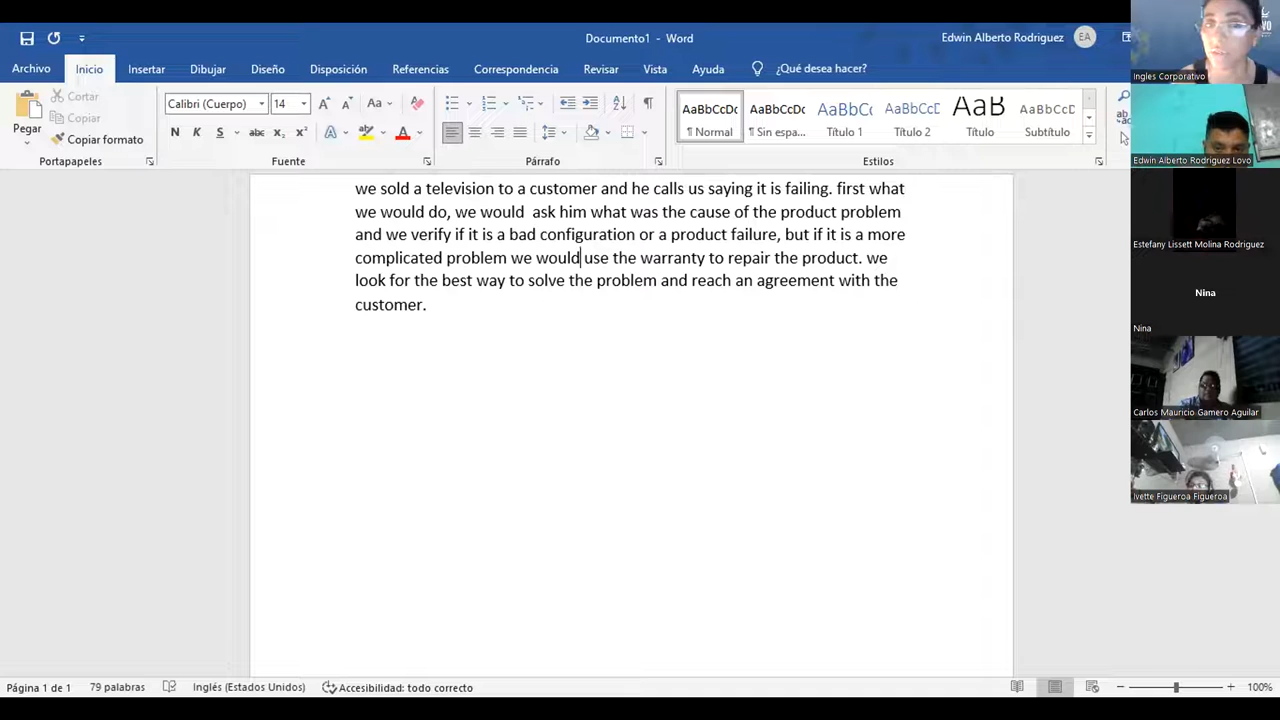 Documento1 - Word
Edwin Alberto Rodriguez
EA
Archivo
Inicio
Insertar
Dibujar
Diseño
Disposición
Referencias
Correspondencia
Revisar
Vista
Ayuda
¿Qué desea hacer?
Pegar
Cortar
Copiar
Copiar formato
Portapapeles
Calibri (Cuerpo)
14
Aa
N K S abc x₂ x²
Fuente
Párrafo
AaBbCcDc
¶ Normal
AaBbCcDc
¶ Sin espa...
AaBbCc
Título 1
AaBbCcE
Título 2
AaB
Título
AaBbCcD
Subtítulo
Estilos
we sold a television to a customer and he calls us saying it is failing. first what
we would do, we would ask him what was the cause of the product problem
and we verify if it is a bad configuration or a product failure, but if it is a more
complicated problem we would use the warranty to repair the product. we
look for the best way to solve the problem and reach an agreement with the
customer.
Ingles Corporativo
Edwin Alberto Rodriguez Lovo
Estefany Lissett Molina Rodriguez
Nina
Nina
Carlos Mauricio Gamero Aguilar
Ivette Figueroa Figueroa
Página 1 de 1
79 palabras
Inglés (Estados Unidos)
Accesibilidad: todo correcto
100%